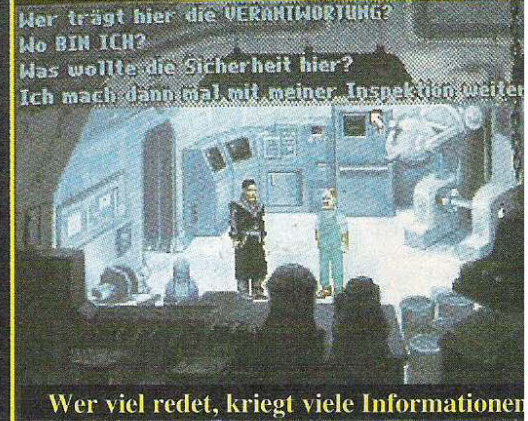 Wer trägt hier die VERANTWORTUNG?
Wo BIN ICH?
Was wollte die Sicherheit hier?
Ich mach dann mal mit meiner Inspektion weiter
Wer viel redet, kriegt viele Informationen